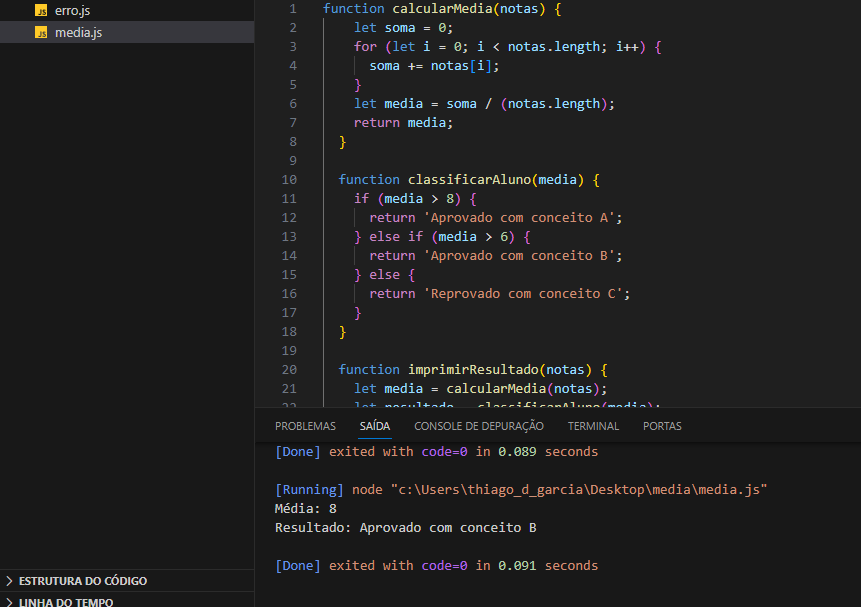 erro.js
media.js
1 function calcularMedia(notas) {
2 let soma = 0;
3 for (let i = 0; i < notas.length; i++) {
4 soma += notas[i];
5 }
6 let media = soma / (notas.length);
7 return media;
8 }
9
10 function classificarAluno(media) {
11 if (media > 8) {
12 return 'Aprovado com conceito A';
13 } else if (media > 6) {
14 return 'Aprovado com conceito B';
15 } else {
16 return 'Reprovado com conceito C';
17 }
18 }
19
20 function imprimirResultado(notas) {
21 let media = calcularMedia(notas);
22 let resultado = classificarAluno(media);
PROBLEMAS SAÍDA CONSOLE DE DEPURAÇÃO TERMINAL PORTAS
[Done] exited with code=0 in 0.089 seconds
[Running] node "c:\Users\thiago_d_garcia\Desktop\media\media.js"
Média: 8
Resultado: Aprovado com conceito B
[Done] exited with code=0 in 0.091 seconds
ESTRUTURA DO CÓDIGO
LINHA DO TEMPO